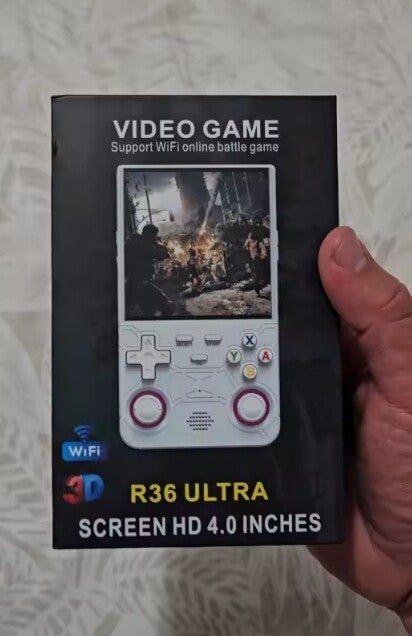 VIDEO GAME
Support WiFi online battle game
X
Y A
WiFi
3D
R36 ULTRA
SCREEN HD 4.0 INCHES